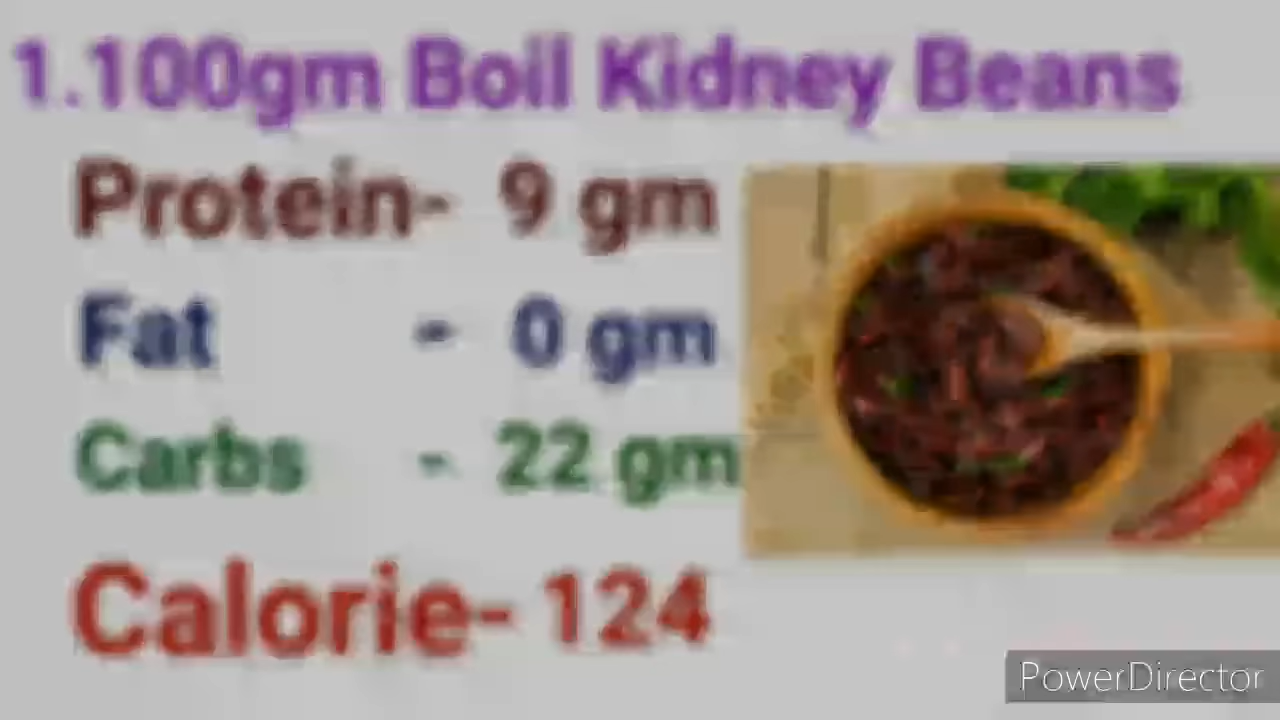 1.100gm Boil Kidney Beans
Protein- 9 gm
Fat - 0 gm
Carbs - 22 gm
Calorie- 124
PowerDirector